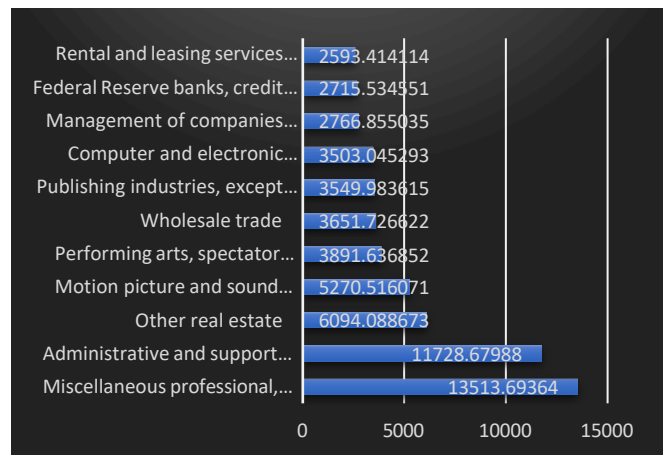 Rental and leasing services... 2593.414114
Federal Reserve banks, credit... 2715.534551
Management of companies... 2766.855035
Computer and electronic... 3503.045293
Publishing industries, except... 3549.983615
Wholesale trade 3651.726622
Performing arts, spectator... 3891.636852
Motion picture and sound... 5270.516071
Other real estate 6094.088673
Administrative and support... 11728.67988
Miscellaneous professional,... 13513.69364
0 5000 10000 15000